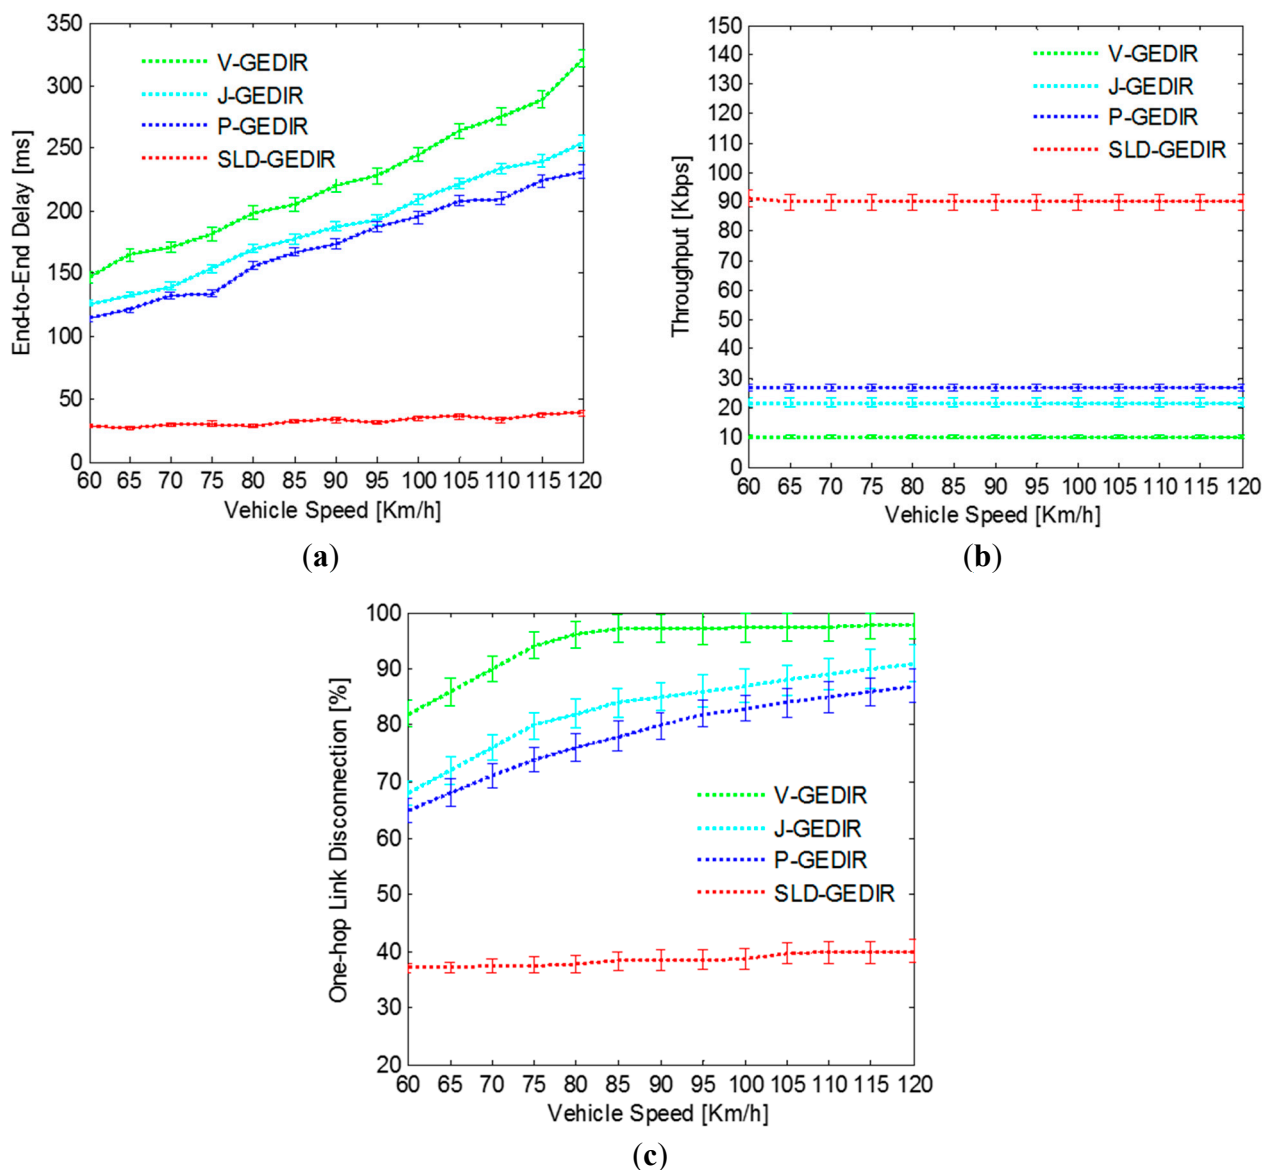 350
300
250
200
150
100
50
0
End-to-End Delay [ms]
V-GEDIR
J-GEDIR
P-GEDIR
SLD-GEDIR
60 65 70 75 80 85 90 95 100 105 110 115 120
Vehicle Speed [Km/h]
(a)
150
140
130
120
110
100
90
80
70
60
50
40
30
20
10
0
Throughput [Kbps]
V-GEDIR
J-GEDIR
P-GEDIR
SLD-GEDIR
60 65 70 75 80 85 90 95 100 105 110 115 120
Vehicle Speed [Km/h]
(b)
100
90
80
70
60
50
40
30
20
One-hop Link Disconnection [%]
V-GEDIR
J-GEDIR
P-GEDIR
SLD-GEDIR
60 65 70 75 80 85 90 95 100 105 110 115 120
Vehicle Speed [Km/h]
(c)